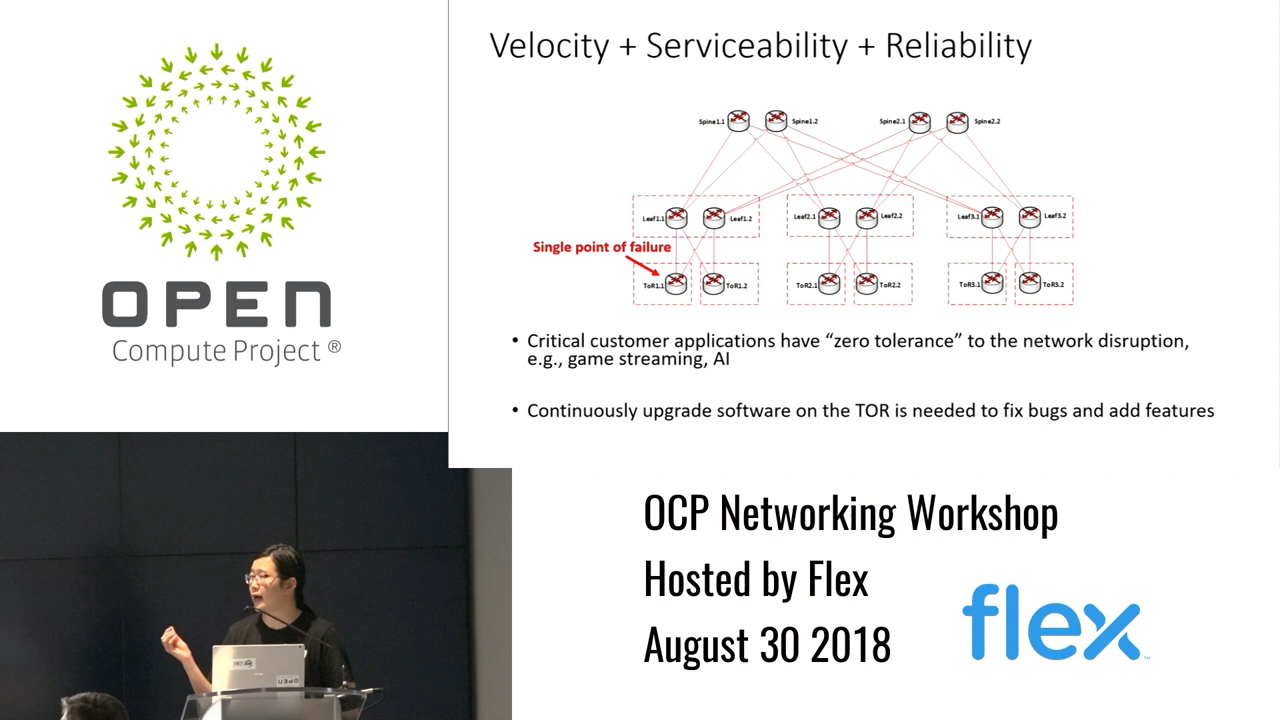 OPEN
Compute Project ®
Velocity + Serviceability + Reliability
Spine1.1 Spine1.2 Spine2.1 Spine2.2
Leaf1.1 Leaf1.2 Leaf2.1 Leaf2.2 Leaf3.1 Leaf3.2
Single point of failure
ToR1.1 ToR1.2 ToR2.1 ToR2.2 ToR3.1 ToR3.2
• Critical customer applications have “zero tolerance” to the network disruption,
e.g., game streaming, AI
• Continuously upgrade software on the TOR is needed to fix bugs and add features
OCP Networking Workshop
Hosted by Flex
August 30 2018
flex™
SONiC
OPEN